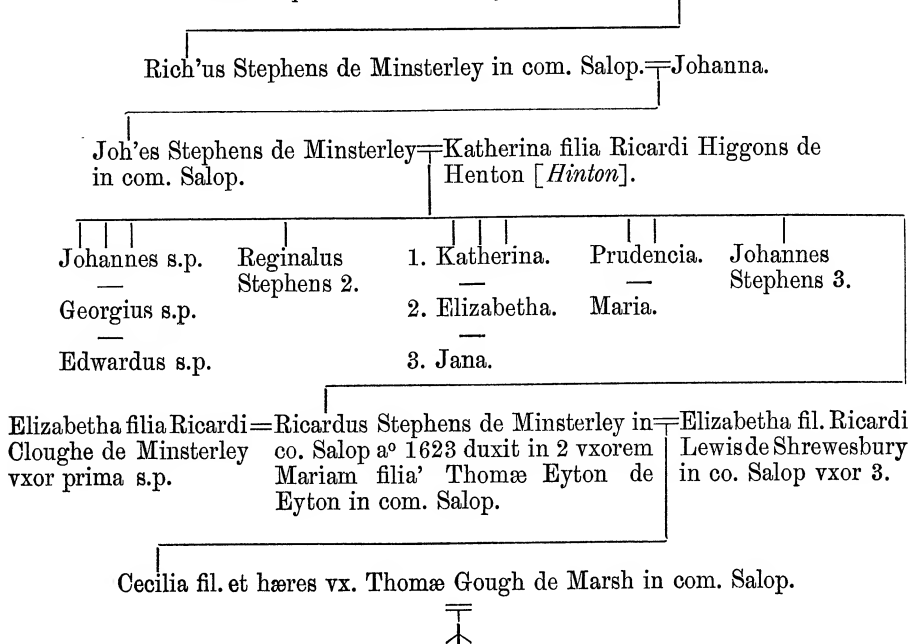 Rich'us Stephens de Minsterley in com. Salop.=Johanna.
Joh'es Stephens de Minsterley=Katherina filia Ricardi Higgons de
in com. Salop. Henton [Hinton].
Johannes s.p. Reginalus 1. Katherina. Prudencia. Johannes
Stephens 2. Stephens 3.
Georgius s.p. 2. Elizabetha. Maria.
Edwardus s.p. 3. Jana.
Elizabetha filia Ricardi=Ricardus Stephens de Minsterley in=Elizabetha fil. Ricardi
Cloughe de Minsterley co. Salop aº 1623 duxit in 2 vxorem Lewis de Shrewesbury
vxor prima s.p. Mariam filia' Thomæ Eyton de in co. Salop vxor 3.
Eyton in com. Salop.
Cecilia fil. et hæres vx. Thomæ Gough de Marsh in com. Salop.